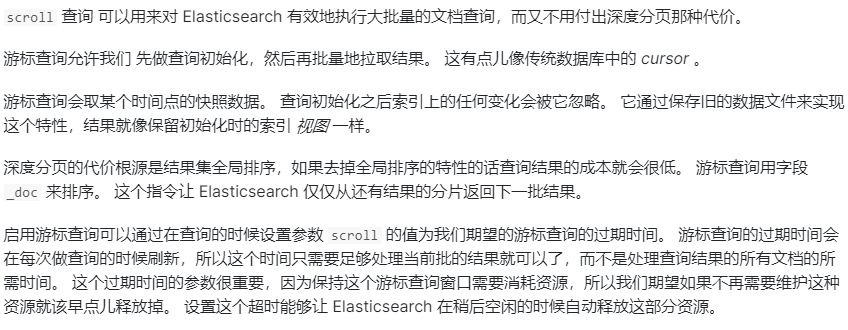 scroll 查询 可以用来对 Elasticsearch 有效地执行大批量的文档查询，而又不用付出深度分页那种代价。
游标查询允许我们 先做查询初始化，然后再批量地拉取结果。 这有点儿像传统数据库中的 cursor 。
游标查询会取某个时间点的快照数据。 查询初始化之后索引上的任何变化会被它忽略。 它通过保存旧的数据文件来实现
这个特性，结果就像保留初始化时的索引 视图 一样。
深度分页的代价根源是结果集全局排序，如果去掉全局排序的特性的话查询结果的成本就会很低。 游标查询用字段
_doc 来排序。 这个指令让 Elasticsearch 仅仅从还有结果的分片返回下一批结果。
启用游标查询可以通过在查询的时候设置参数 scroll 的值为我们期望的游标查询的过期时间。 游标查询的过期时间会
在每次做查询的时候刷新，所以这个时间只需要足够处理当前批的结果就可以了，而不是处理查询结果的所有文档的所
需时间。 这个过期时间的参数很重要，因为保持这个游标查询窗口需要消耗资源，所以我们期望如果不再需要维护这种
资源就该早点儿释放掉。 设置这个超时能够让 Elasticsearch 在稍后空闲的时候自动释放这部分资源。